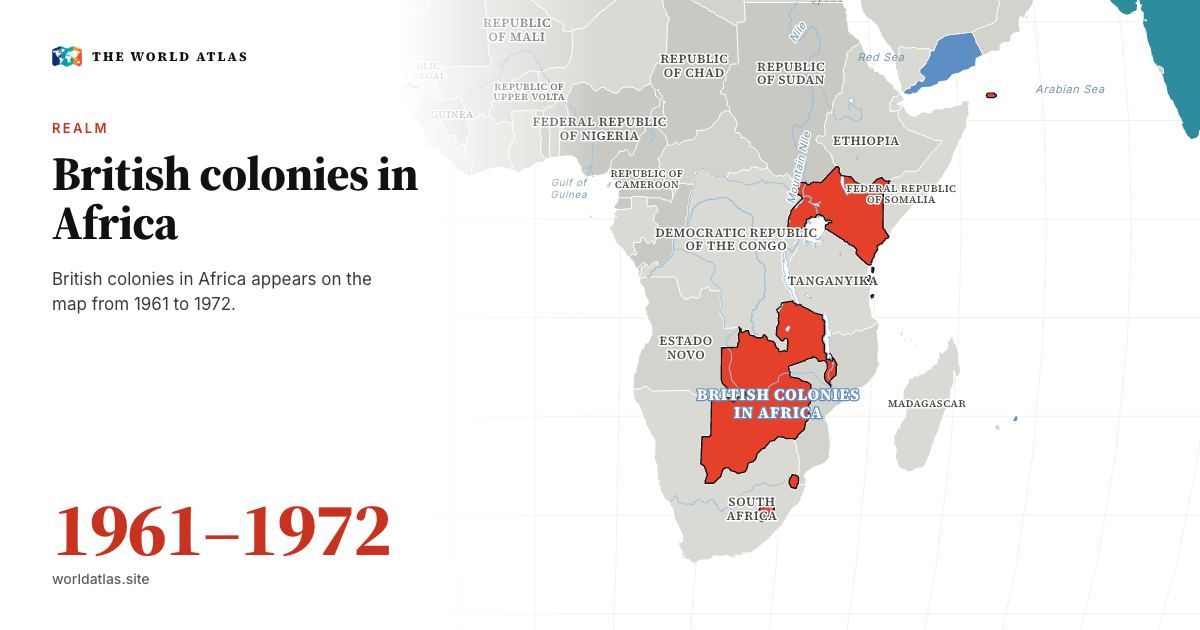 THE WORLD ATLAS
REALM
British colonies in
Africa
British colonies in Africa appears on the
map from 1961 to 1972.
1961–1972
worldatlas.site
REPUBLIC
OF MALI
REPUBLIC
OF CHAD
REPUBLIC
OF SUDAN
Nile
Red Sea
Arabian Sea
REPUBLIC OF
UPPER VOLTA
GUINEA
FEDERAL REPUBLIC
OF NIGERIA
ETHIOPIA
Mountain Nile
Gulf of
Guinea
REPUBLIC OF
CAMEROON
FEDERAL REPUBLIC
OF SOMALIA
DEMOCRATIC REPUBLIC
OF THE CONGO
TANGANYIKA
ESTADO
NOVO
BRITISH COLONIES
IN AFRICA
MADAGASCAR
SOUTH
AFRICA